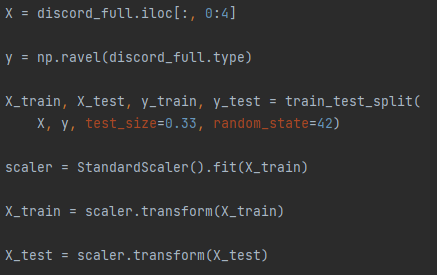 X = discord_full.iloc[:, 0:4]
y = np.ravel(discord_full.type)
X_train, X_test, y_train, y_test = train_test_split(
    X, y, test_size=0.33, random_state=42)
scaler = StandardScaler().fit(X_train)
X_train = scaler.transform(X_train)
X_test = scaler.transform(X_test)